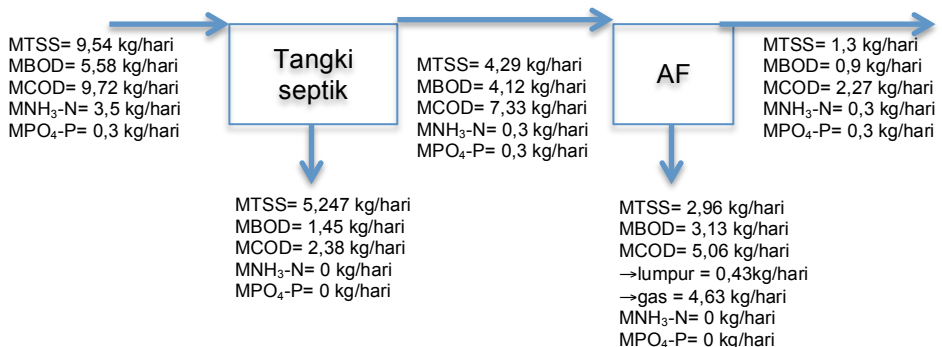 MTSS= 9,54 kg/hari
MBOD= 5,58 kg/hari
MCOD= 9,72 kg/hari
MNH₃-N= 3,5 kg/hari
MPO₄-P= 0,3 kg/hari
Tangki
septik
MTSS= 4,29 kg/hari
MBOD= 4,12 kg/hari
MCOD= 7,33 kg/hari
MNH₃-N= 0,3 kg/hari
MPO₄-P= 0,3 kg/hari
AF
MTSS= 1,3 kg/hari
MBOD= 0,9 kg/hari
MCOD= 2,27 kg/hari
MNH₃-N= 0,3 kg/hari
MPO₄-P= 0,3 kg/hari
MTSS= 5,247 kg/hari
MBOD= 1,45 kg/hari
MCOD= 2,38 kg/hari
MNH₃-N= 0 kg/hari
MPO₄-P= 0 kg/hari
MTSS= 2,96 kg/hari
MBOD= 3,13 kg/hari
MCOD= 5,06 kg/hari
→lumpur = 0,43kg/hari
→gas = 4,63 kg/hari
MNH₃-N= 0 kg/hari
MPO₄-P= 0 kg/hari